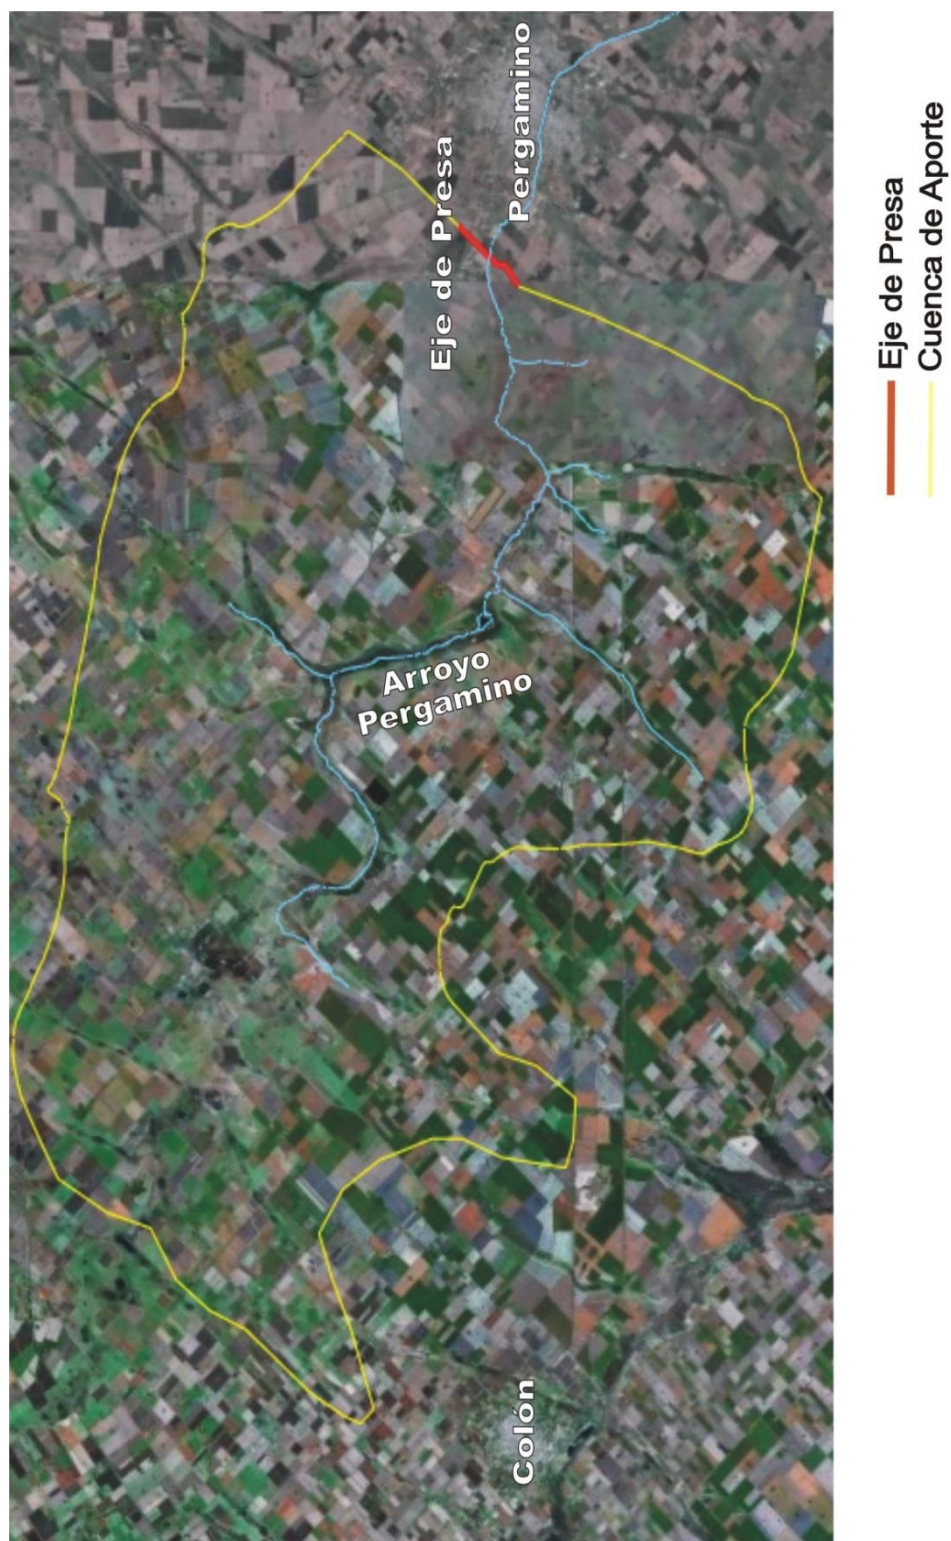 Colón
Arroyo
Pergamino
Eje de Presa
Pergamino
Eje de Presa
Cuenca de Aporte